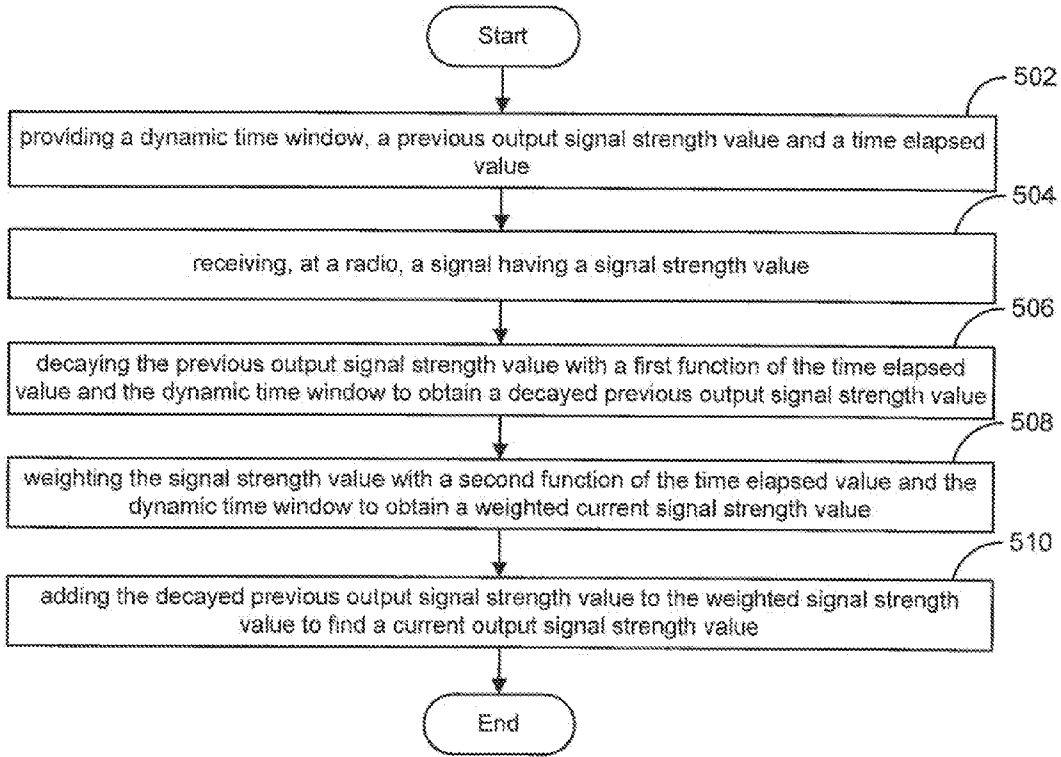 Start
502
providing a dynamic time window, a previous output signal strength value and a time elapsed
value
504
receiving, at a radio, a signal having a signal strength value
506
decaying the previous output signal strength value with a first function of the time elapsed
value and the dynamic time window to obtain a decayed previous output signal strength value
508
weighting the signal strength value with a second function of the time elapsed value and the
dynamic time window to obtain a weighted current signal strength value
510
adding the decayed previous output signal strength value to the weighted signal strength
value to find a current output signal strength value
End